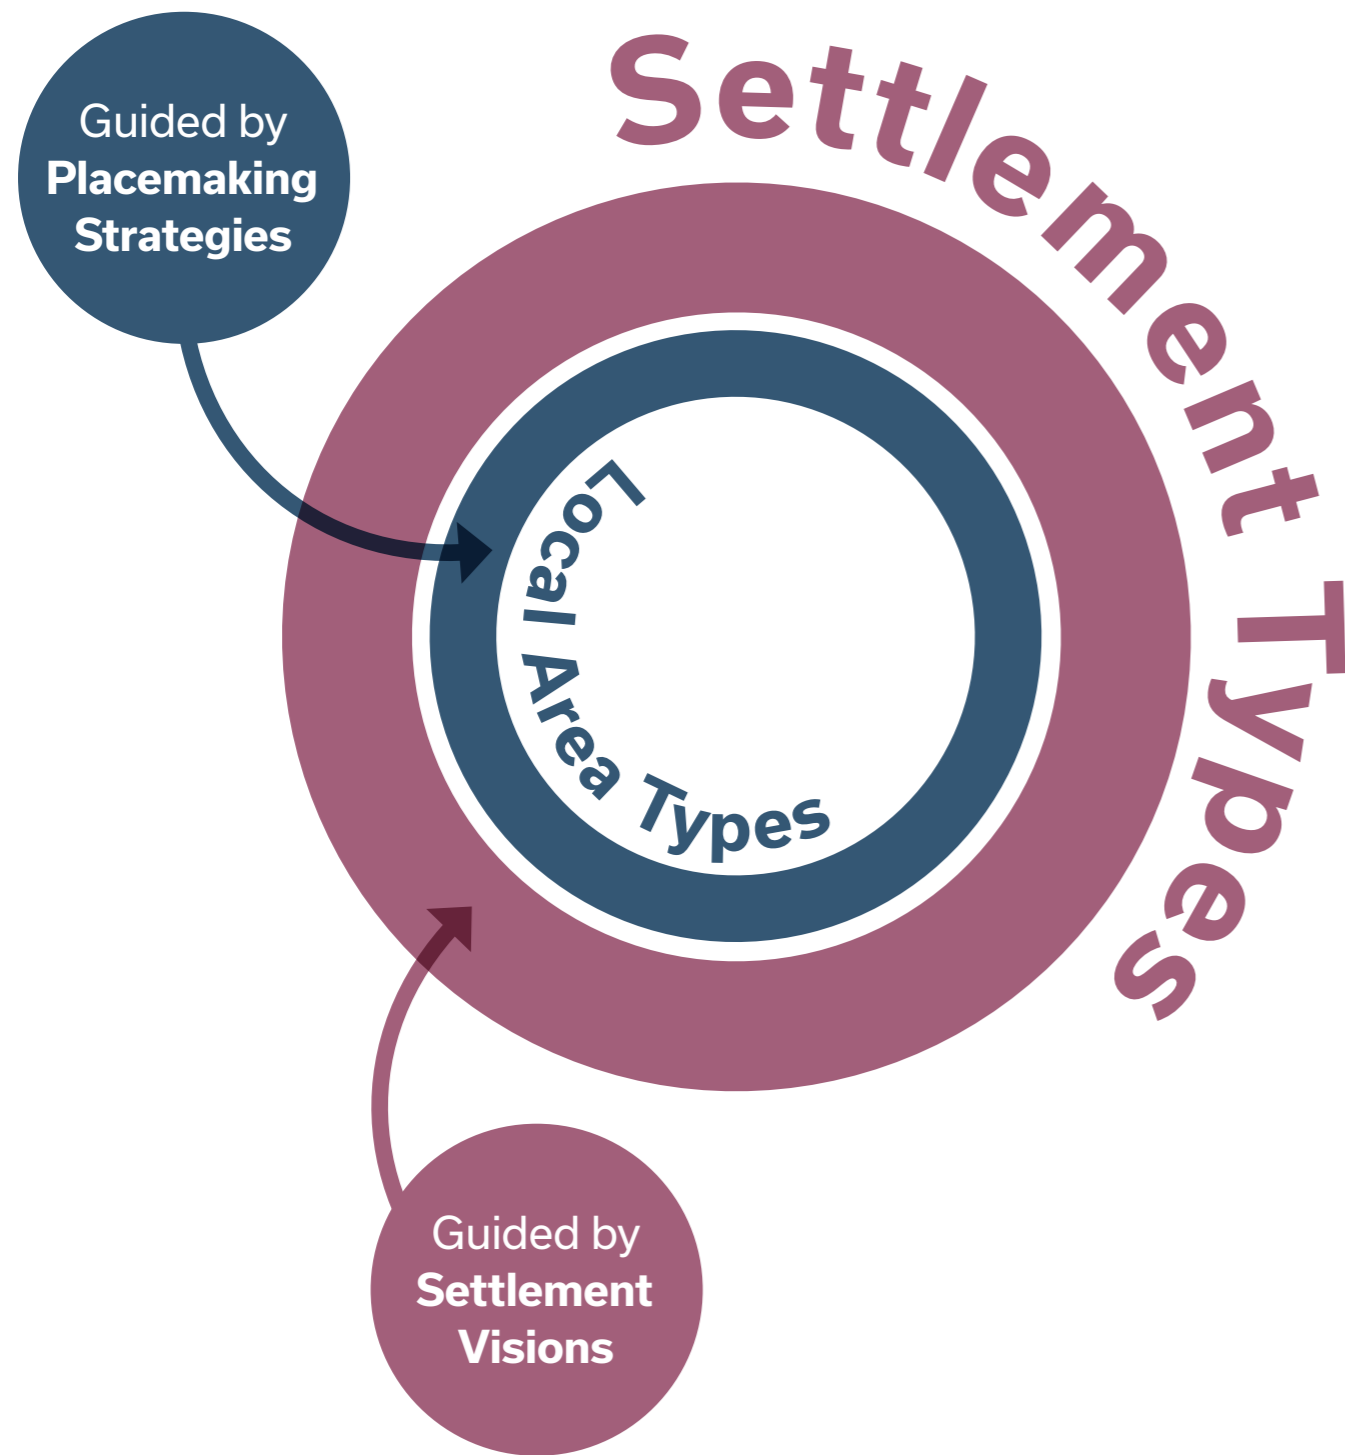 Settlement Types
Guided by
Placemaking
Strategies
Local Area Types
Guided by
Settlement
Visions